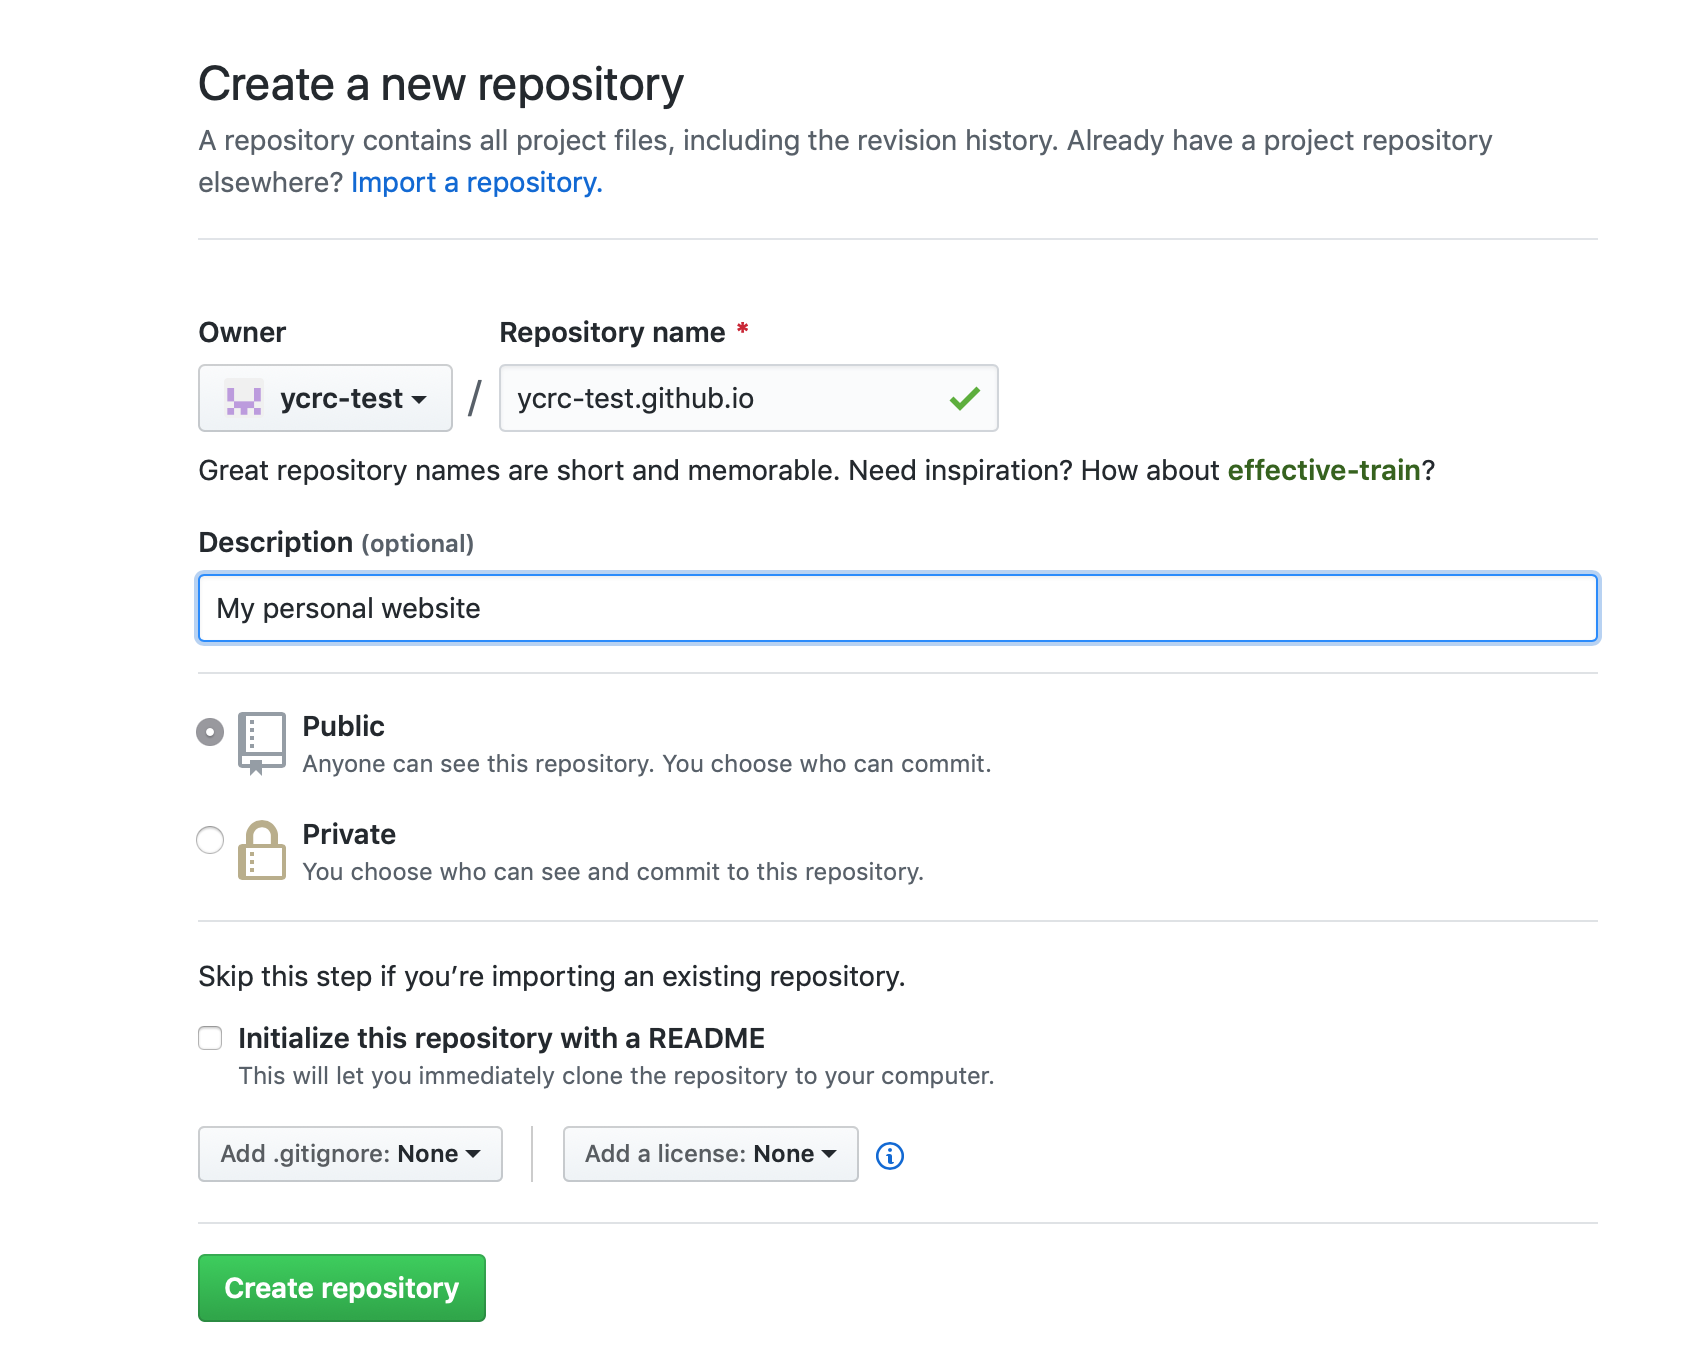 Create a new repository
A repository contains all project files, including the revision history. Already have a project repository
elsewhere? Import a repository.
Owner
Repository name *
ycrc-test / ycrc-test.github.io
Great repository names are short and memorable. Need inspiration? How about effective-train?
Description (optional)
My personal website
Public
Anyone can see this repository. You choose who can commit.
Private
You choose who can see and commit to this repository.
Skip this step if you’re importing an existing repository.
Initialize this repository with a README
This will let you immediately clone the repository to your computer.
Add .gitignore: None
Add a license: None
Create repository